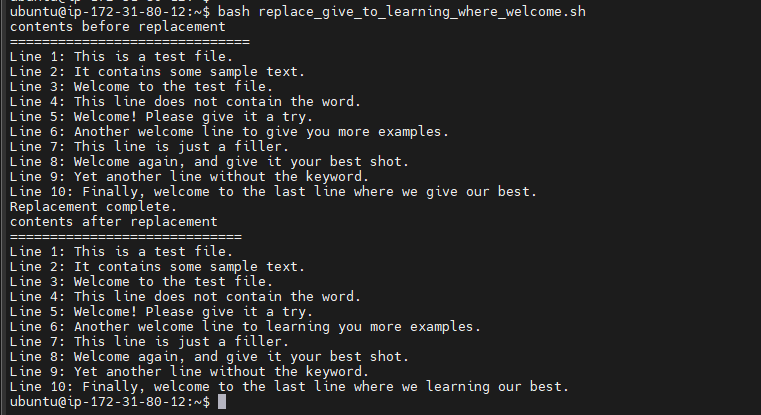 ubuntu@ip-172-31-80-12:~$ bash replace_give_to_learning_where_welcome.sh
contents before replacement
==============================
Line 1: This is a test file.
Line 2: It contains some sample text.
Line 3: Welcome to the test file.
Line 4: This line does not contain the word.
Line 5: Welcome! Please give it a try.
Line 6: Another welcome line to give you more examples.
Line 7: This line is just a filler.
Line 8: Welcome again, and give it your best shot.
Line 9: Yet another line without the keyword.
Line 10: Finally, welcome to the last line where we give our best.
Replacement complete.
contents after replacement
=============================
Line 1: This is a test file.
Line 2: It contains some sample text.
Line 3: Welcome to the test file.
Line 4: This line does not contain the word.
Line 5: Welcome! Please give it a try.
Line 6: Another welcome line to learning you more examples.
Line 7: This line is just a filler.
Line 8: Welcome again, and give it your best shot.
Line 9: Yet another line without the keyword.
Line 10: Finally, welcome to the last line where we learning our best.
ubuntu@ip-172-31-80-12:~$